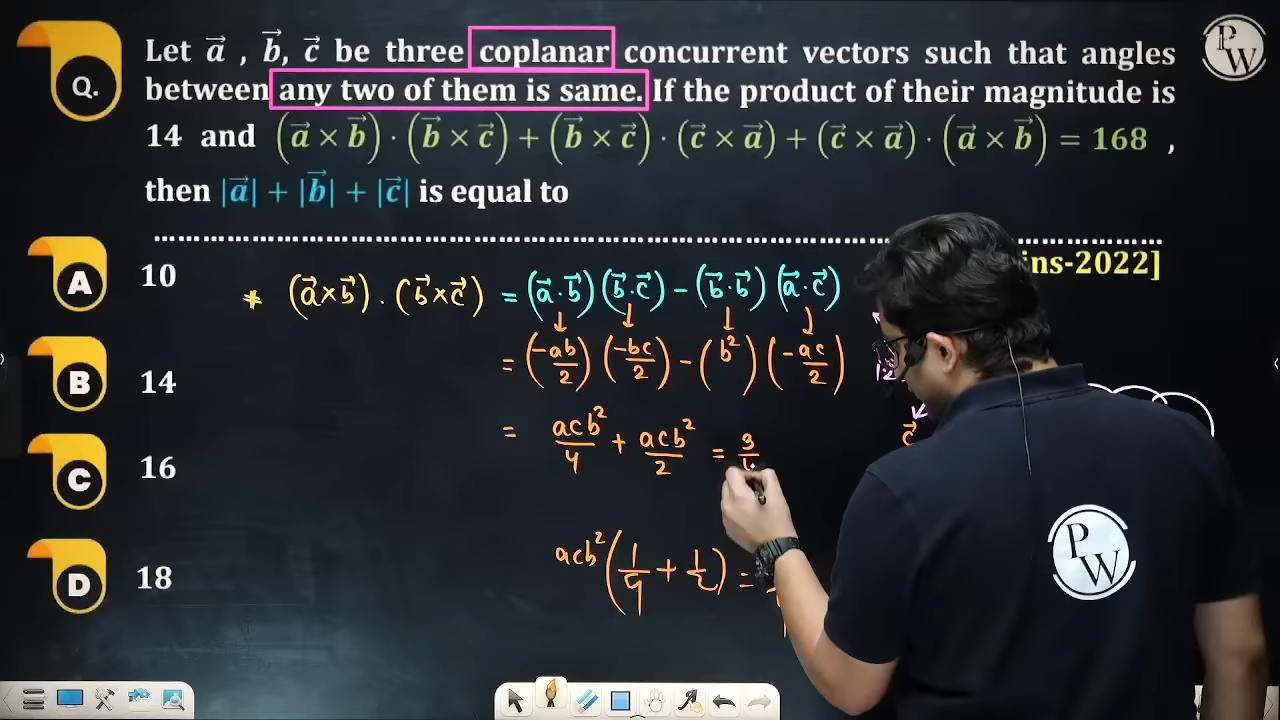 Q.
Let a⃗ , b⃗, c⃗ be three coplanar concurrent vectors such that angles
between any two of them is same. If the product of their magnitude is
14 and (a⃗ × b⃗) · (b⃗ × c⃗) + (b⃗ × c⃗) · (c⃗ × a⃗) + (c⃗ × a⃗) · (a⃗ × b⃗) = 168 ,
then |a⃗| + |b⃗| + |c⃗| is equal to
PW
ins-2022]
A 10
B 14
C 16
D 18
* (a⃗×b⃗) . (b⃗×c⃗) = (a⃗.b⃗)(b⃗.c⃗) – (b⃗.b⃗)(a⃗.c⃗)
= (-ab/2) (-bc/2) – (b²) (-ac/2)
= acb²/4 + acb²/2 = 3
acb² (1/4 + 1/2) =
c⃗
PW